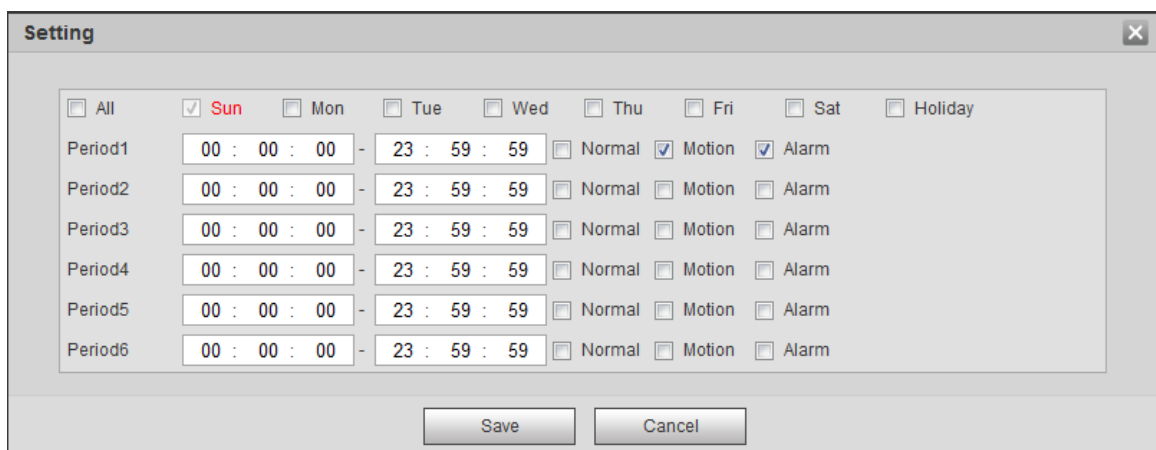 Setting
All Sun Mon Tue Wed Thu Fri Sat Holiday
Period1 00 : 00 : 00 - 23 : 59 : 59 Normal Motion Alarm
Period2 00 : 00 : 00 - 23 : 59 : 59 Normal Motion Alarm
Period3 00 : 00 : 00 - 23 : 59 : 59 Normal Motion Alarm
Period4 00 : 00 : 00 - 23 : 59 : 59 Normal Motion Alarm
Period5 00 : 00 : 00 - 23 : 59 : 59 Normal Motion Alarm
Period6 00 : 00 : 00 - 23 : 59 : 59 Normal Motion Alarm
Save Cancel